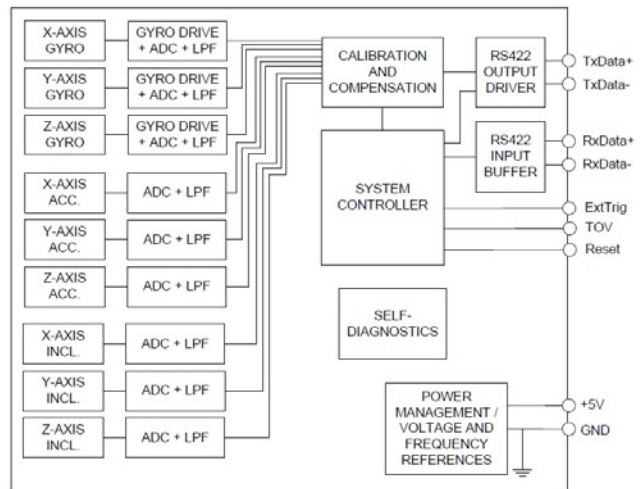 X-AXIS
GYRO
GYRO DRIVE
+ ADC + LPF
Y-AXIS
GYRO
GYRO DRIVE
+ ADC + LPF
Z-AXIS
GYRO
GYRO DRIVE
+ ADC + LPF
X-AXIS
ACC.
ADC + LPF
Y-AXIS
ACC.
ADC + LPF
Z-AXIS
ACC.
ADC + LPF
X-AXIS
INCL.
ADC + LPF
Y-AXIS
INCL.
ADC + LPF
Z-AXIS
INCL.
ADC + LPF
CALIBRATION
AND
COMPENSATION
SYSTEM
CONTROLLER
SELF-
DIAGNOSTICS
POWER
MANAGEMENT /
VOLTAGE AND
FREQUENCY
REFERENCES
RS422
OUTPUT
DRIVER
RS422
INPUT
BUFFER
TxData+
TxData-
RxData+
RxData-
ExtTrig
TOV
Reset
+5V
GND